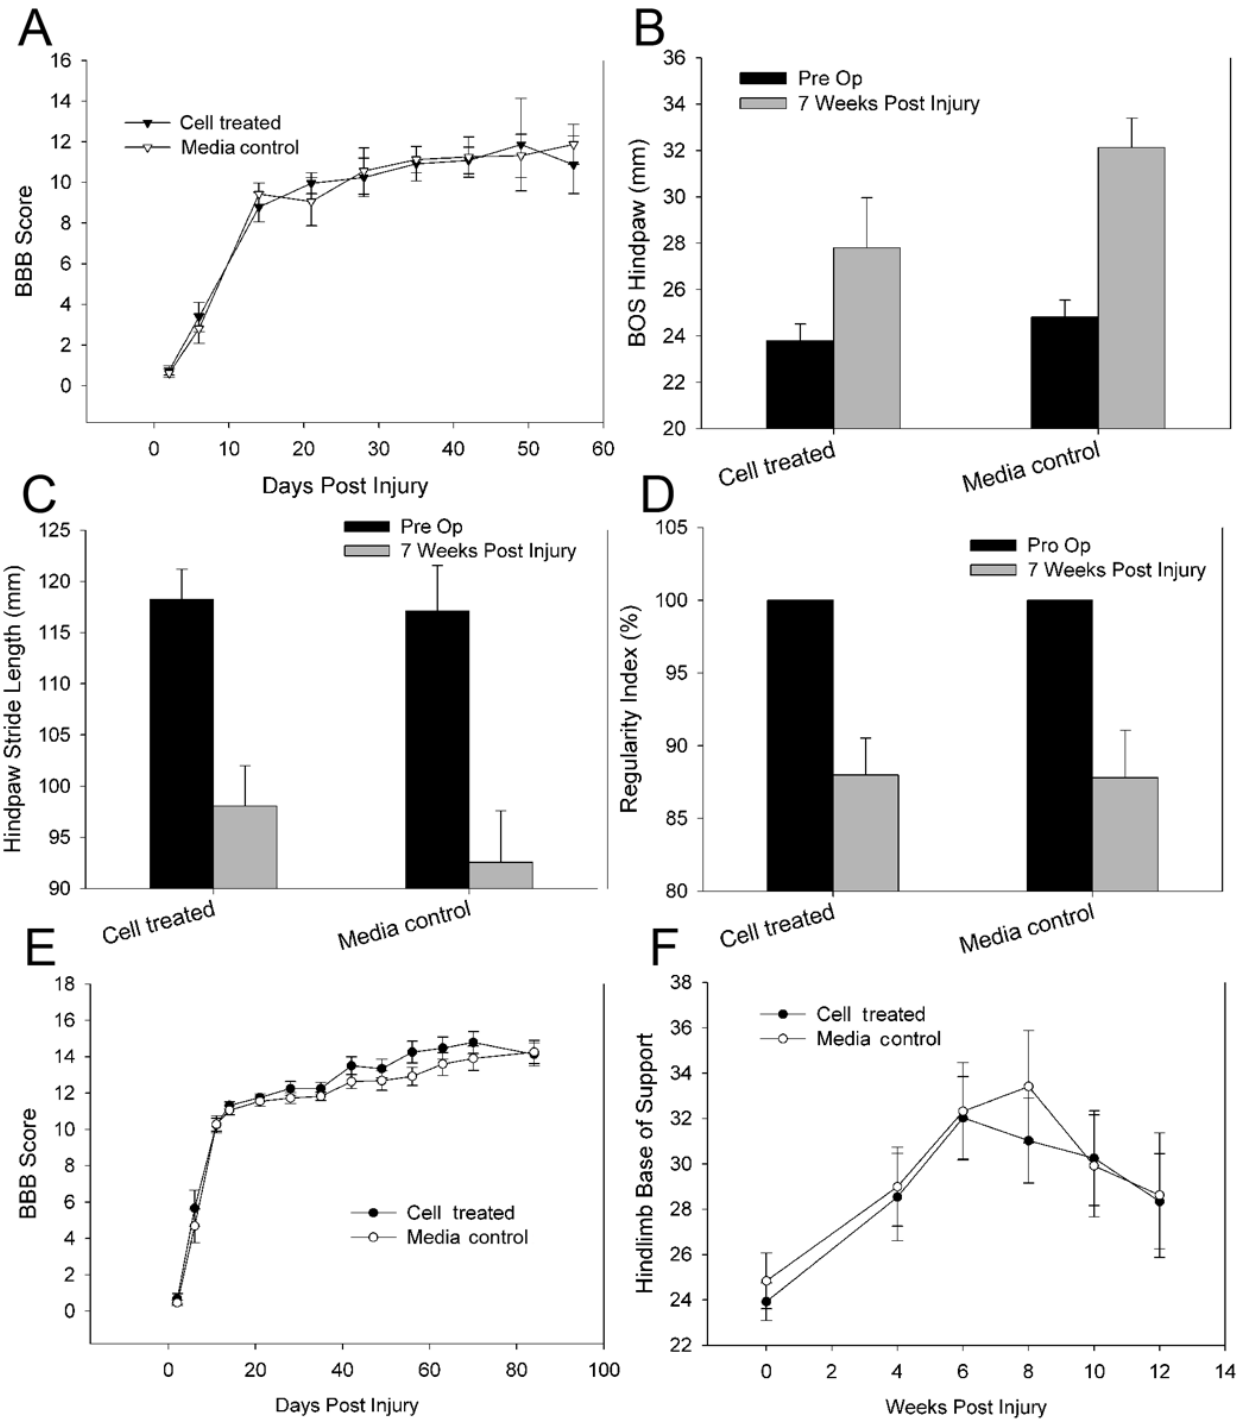 A
16
14
12
10
8
6
4
2
0
BBB Score
Cell treated
Media control
0 10 20 30 40 50 60
Days Post Injury
B
36
34
32
30
28
26
24
22
20
BOS Hindpaw (mm)
Pre Op
7 Weeks Post Injury
Cell treated
Media control
C
125
120
115
110
105
100
95
90
Hindpaw Stride Length (mm)
Pre Op
7 Weeks Post Injury
Cell treated
Media control
D
105
100
95
90
85
80
Regularity Index (%)
Pro Op
7 Weeks Post Injury
Cell treated
Media control
E
18
16
14
12
10
8
6
4
2
0
BBB Score
Cell treated
Media control
0 20 40 60 80 100
Days Post Injury
F
38
36
34
32
30
28
26
24
22
Hindlimb Base of Support
Cell treated
Media control
0 2 4 6 8 10 12 14
Weeks Post Injury